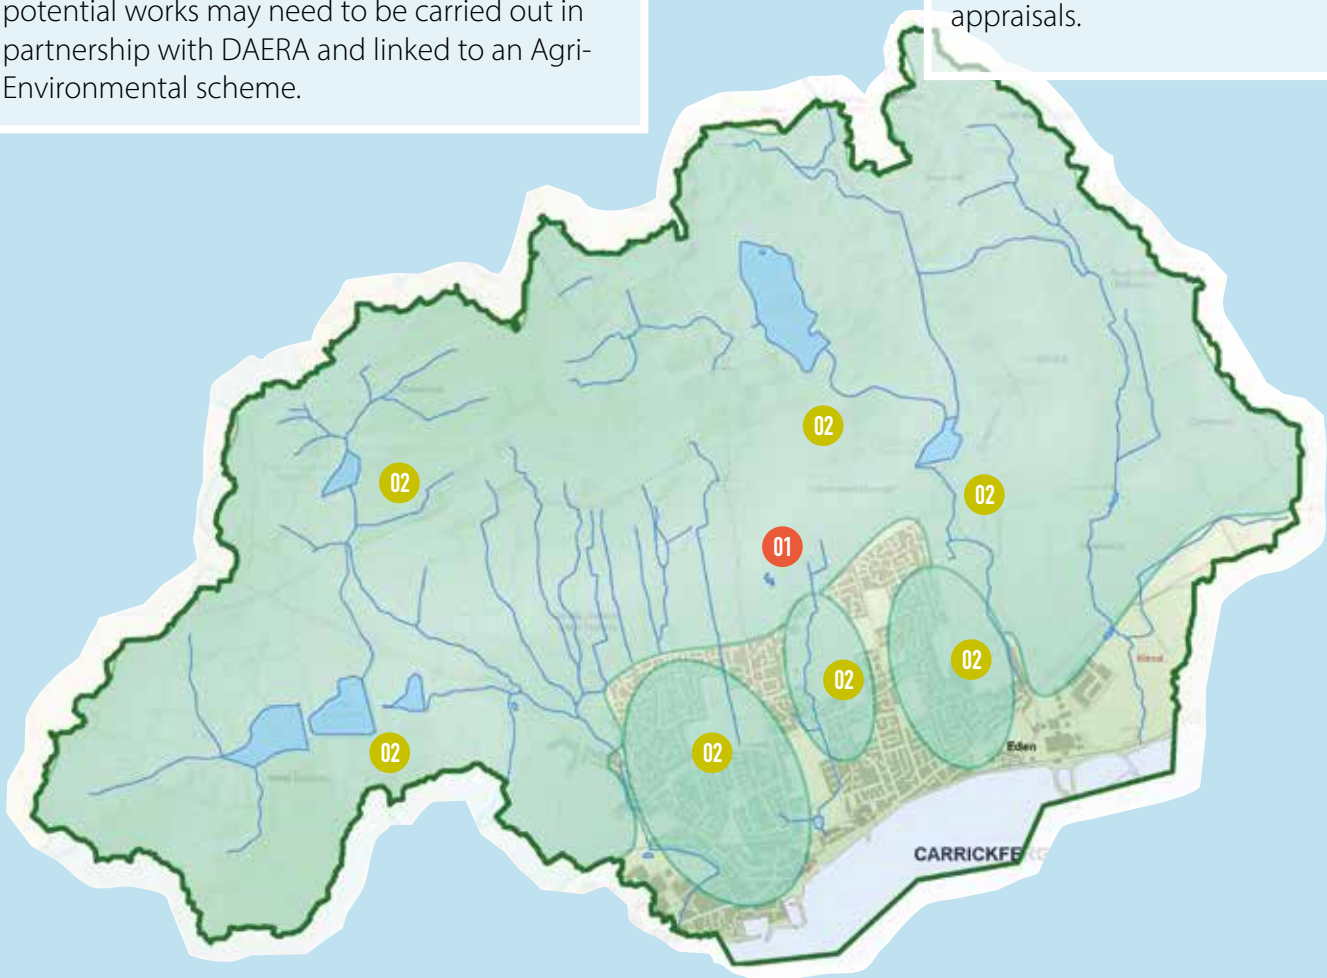 potential works may need to be carried out in
partnership with DAERA and linked to an Agri-
Environmental scheme.
appraisals.
02
02
02
01
02
02
02
02
Eden
CARRICKFERG